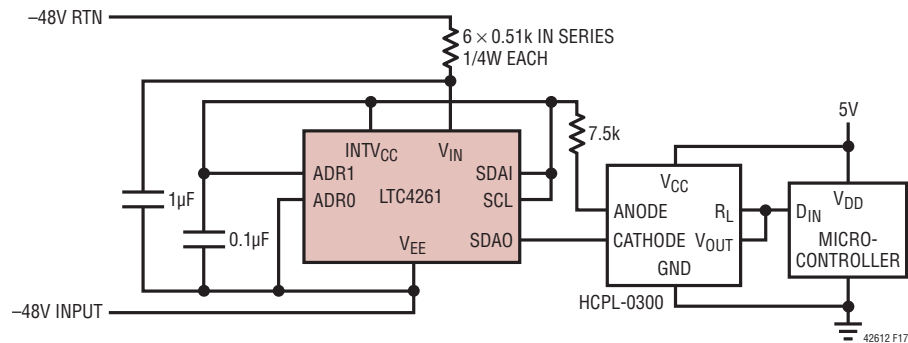 –48V RTN
6 × 0.51k IN SERIES
1/4W EACH
5V
7.5k
INTVCC
VIN
VCC
VDD
ADR1
LTC4261
SDAI
1µF
ADR0
SCL
ANODE
RL
DIN
0.1µF
VEE
SDAO
CATHODE
VOUT
MICRO-
CONTROLLER
GND
HCPL-0300
–48V INPUT
42612 F17